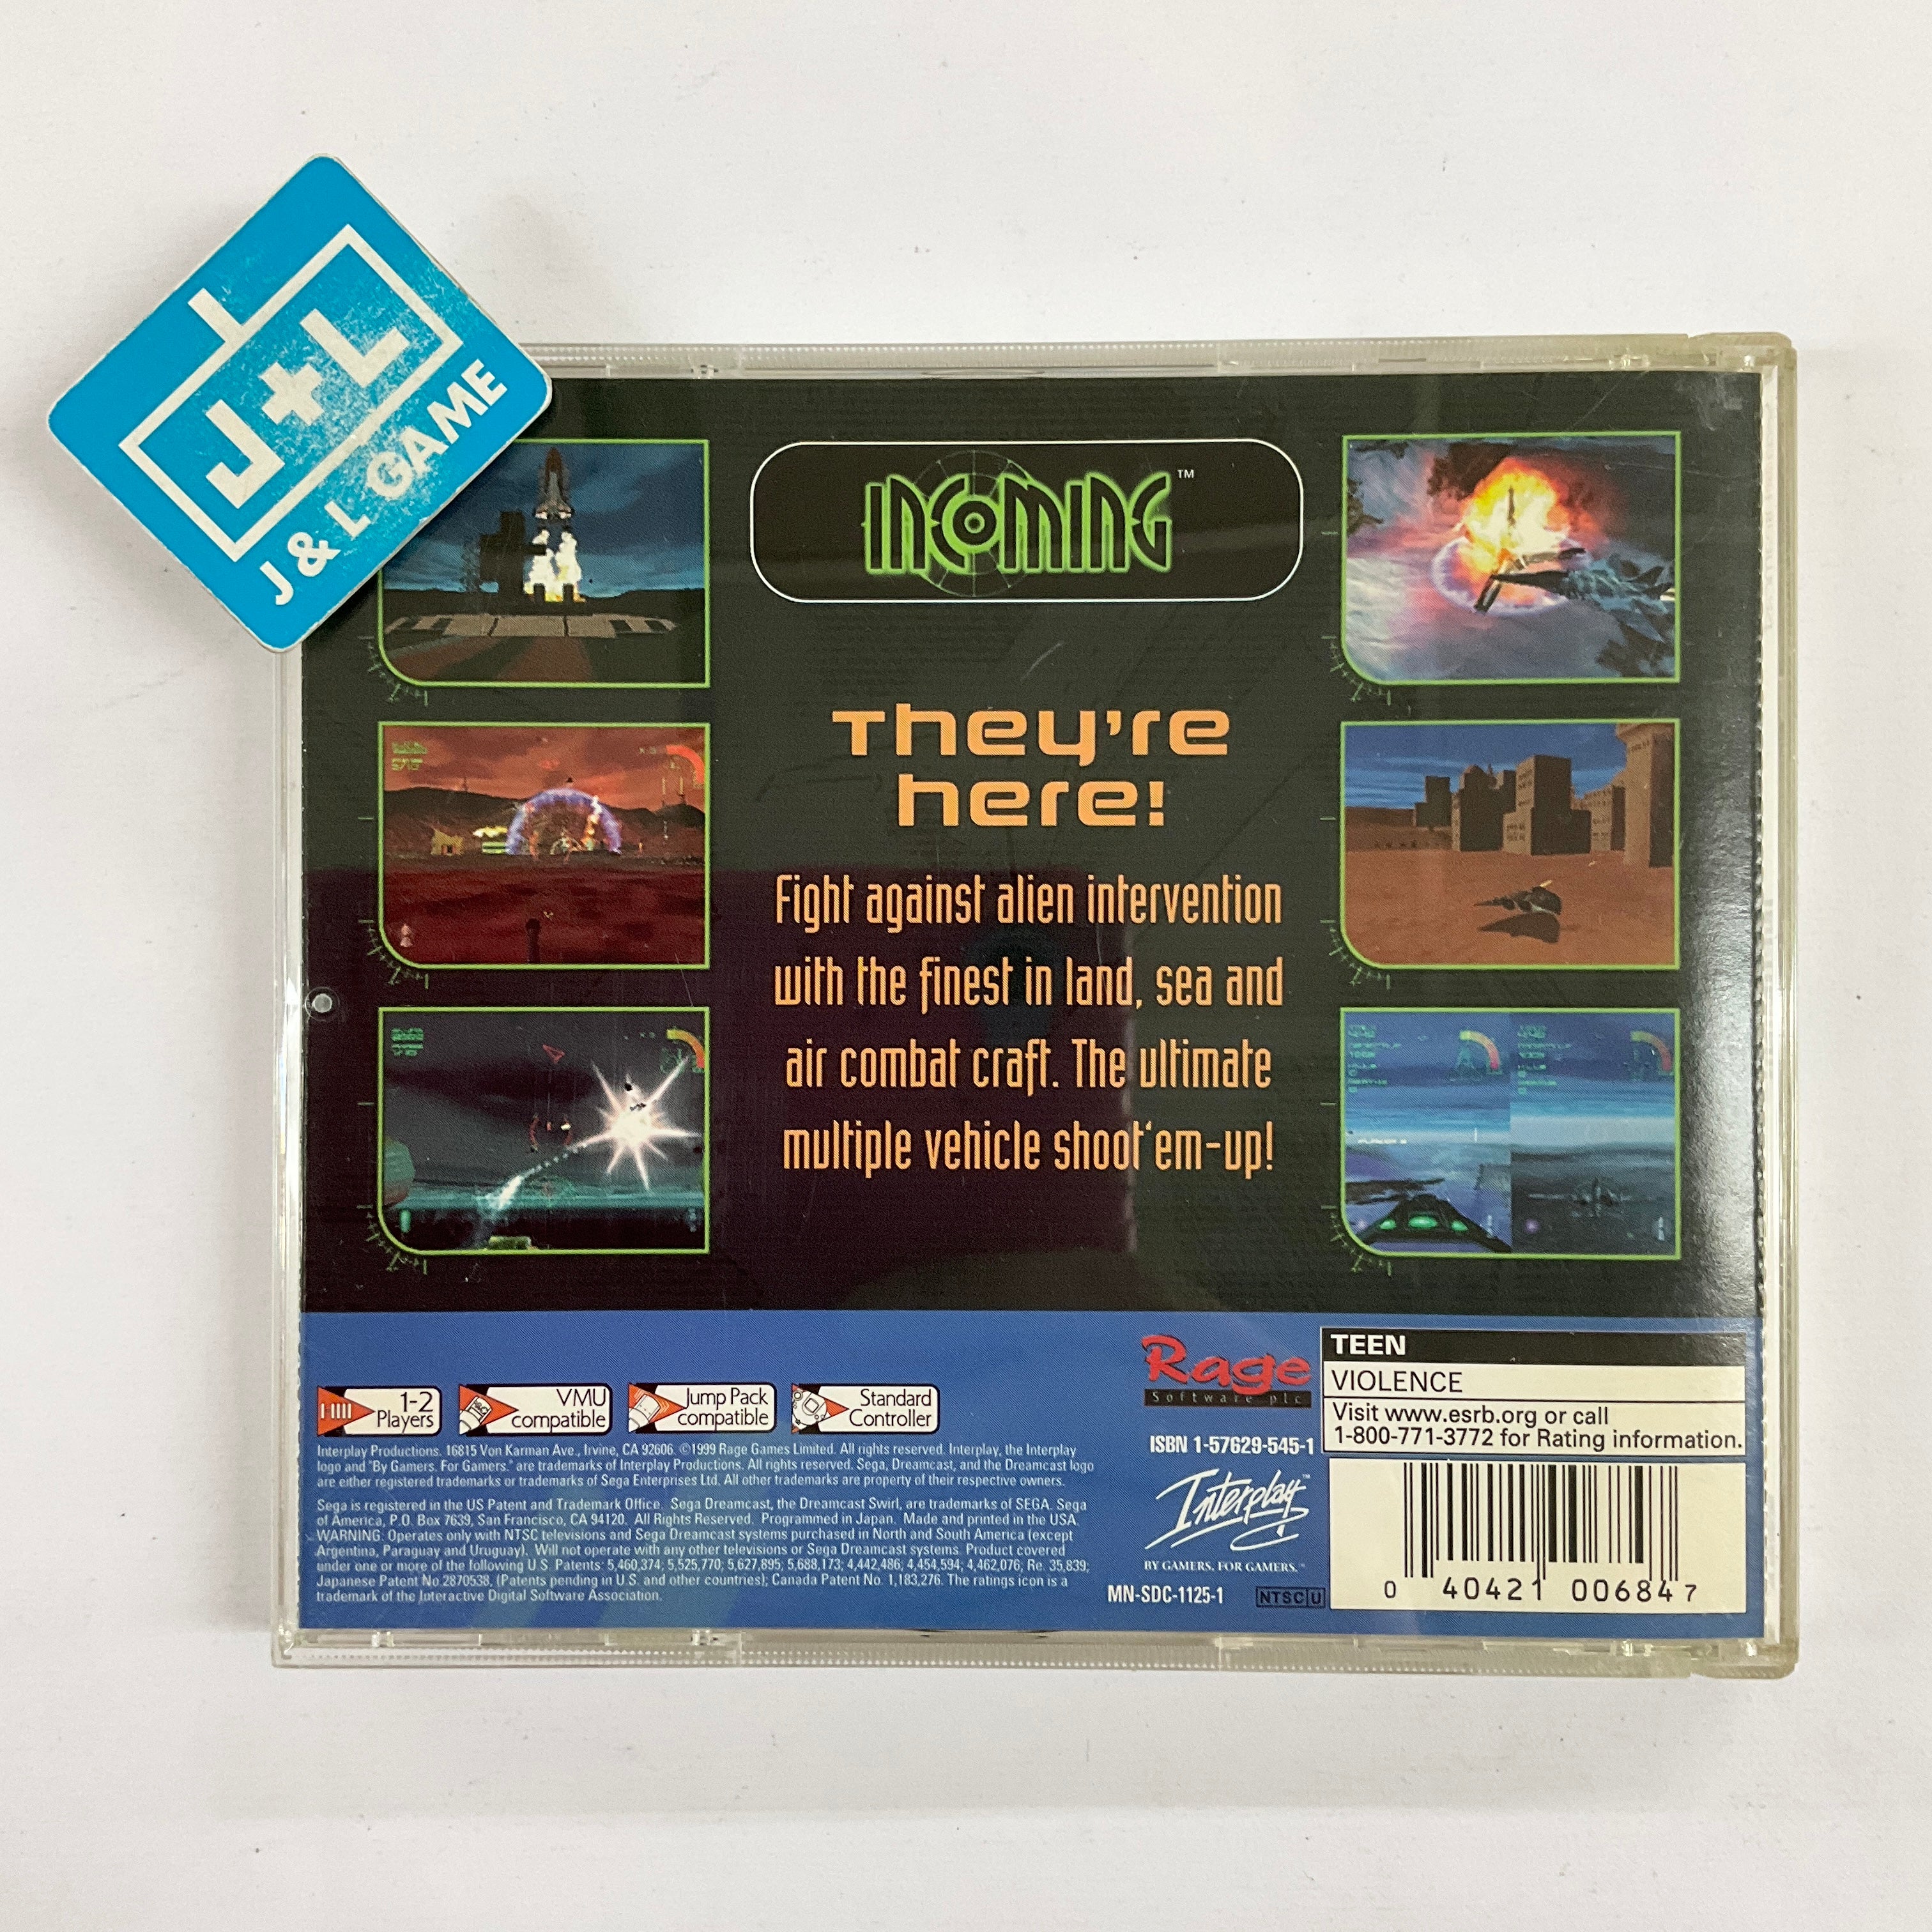 J+L
J & L GAME
INCOMING™
They're
here!
Fight against alien intervention
with the finest in land, sea and
air combat craft. The ultimate
multiple vehicle shoot'em-up!
1-2
Players
VMU
compatible
Jump Pack
compatible
Standard
Controller
Interplay Productions. 16815 Von Karman Ave., Irvine, CA 92606. ©1999 Rage Games Limited. All rights reserved. Interplay, the Interplay
logo and "By Gamers. For Gamers." are trademarks of Interplay Productions. All rights reserved. Sega, Dreamcast, and the Dreamcast logo
are either registered trademarks or trademarks of Sega Enterprises Ltd. All other trademarks are property of their respective owners.
Sega is registered in the US Patent and Trademark Office. Sega Dreamcast, the Dreamcast Swirl, are trademarks of SEGA. Sega
of America, P.O. Box 7639, San Francisco, CA 94120. All Rights Reserved. Programmed in Japan. Made and printed in the USA.
WARNING: Operates only with NTSC televisions and Sega Dreamcast systems purchased in North and South America (except
Argentina, Paraguay and Uruguay). Will not operate with any other televisions or Sega Dreamcast systems. Product covered
under one or more of the following U.S. Patents: 5,460,374; 5,525,770; 5,627,895; 5,688,173; 4,442,486; 4,454,594; 4,462,076; Re. 35,839;
Japanese Patent No.2870538, (Patents pending in U.S. and other countries); Canada Patent No. 1,183,276. The ratings icon is a
trademark of the Interactive Digital Software Association.
Rage
Software plc
ISBN 1-57629-545-1
Interplay™
BY GAMERS. FOR GAMERS.™
MN-SDC-1125-1
NTSC U
TEEN
VIOLENCE
Visit www.esrb.org or call
1-800-771-3772 for Rating information.
0 40421 00684 7